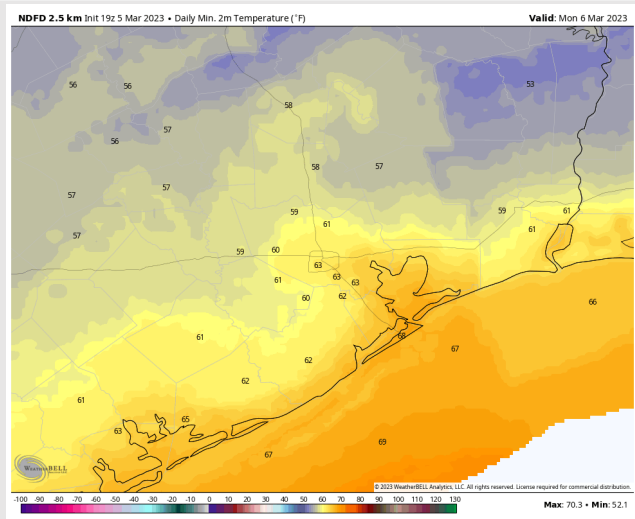 NDFD 2.5 km Init 19z 5 Mar 2023 • Daily Min. 2m Temperature (°F)
Valid: Mon 6 Mar 2023
56 56 53
58
57
56
58 57
57 57
59 59 61
61 61
57
59 60
63
63
61 63
60 62
66
68
61
67
62
62
61
65
63
69
67
WEATHERBELL
© 2023 WeatherBELL Analytics, LLC. All rights reserved. License required for commercial distribution.
-100 -90 -80 -70 -60 -50 -40 -30 -20 -10 0 10 20 30 40 50 60 70 80 90 100 110 120 130
Max: 70.3 • Min: 52.1